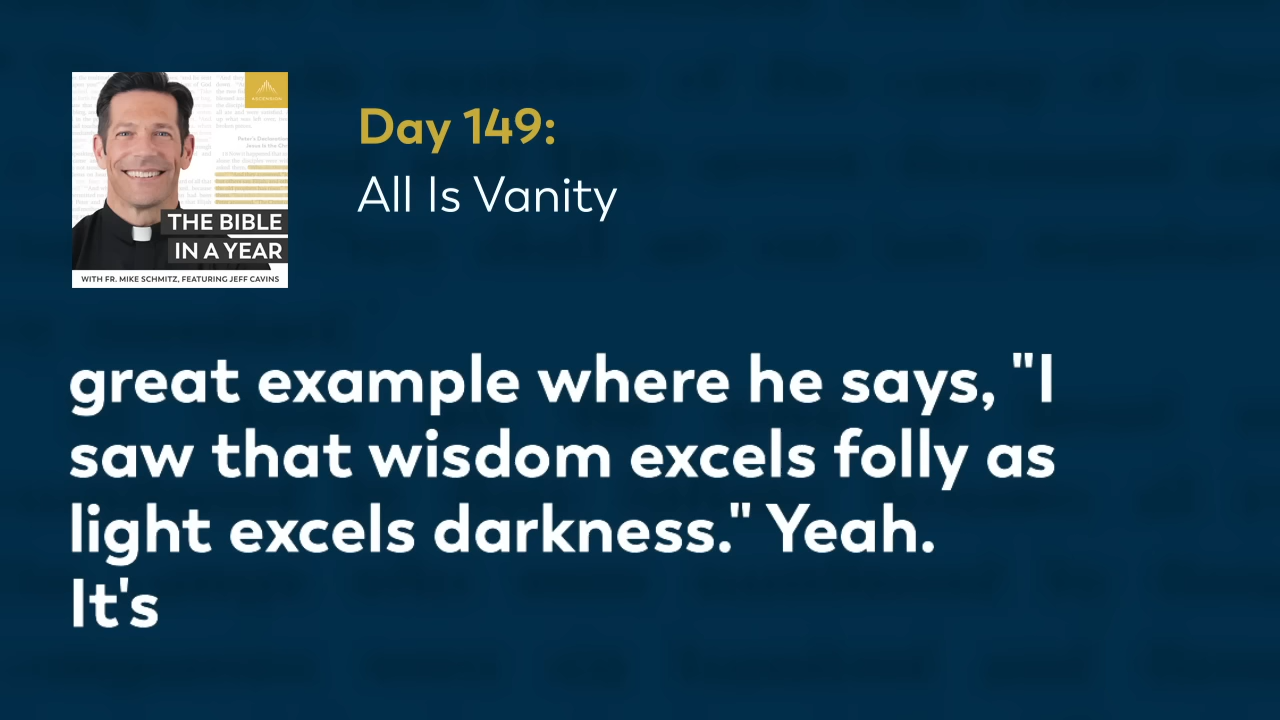 ASCENSION
THE BIBLE
IN A YEAR
WITH FR. MIKE SCHMITZ, FEATURING JEFF CAVINS
Day 149:
All Is Vanity
great example where he says, "I
saw that wisdom excels folly as
light excels darkness." Yeah.
It's